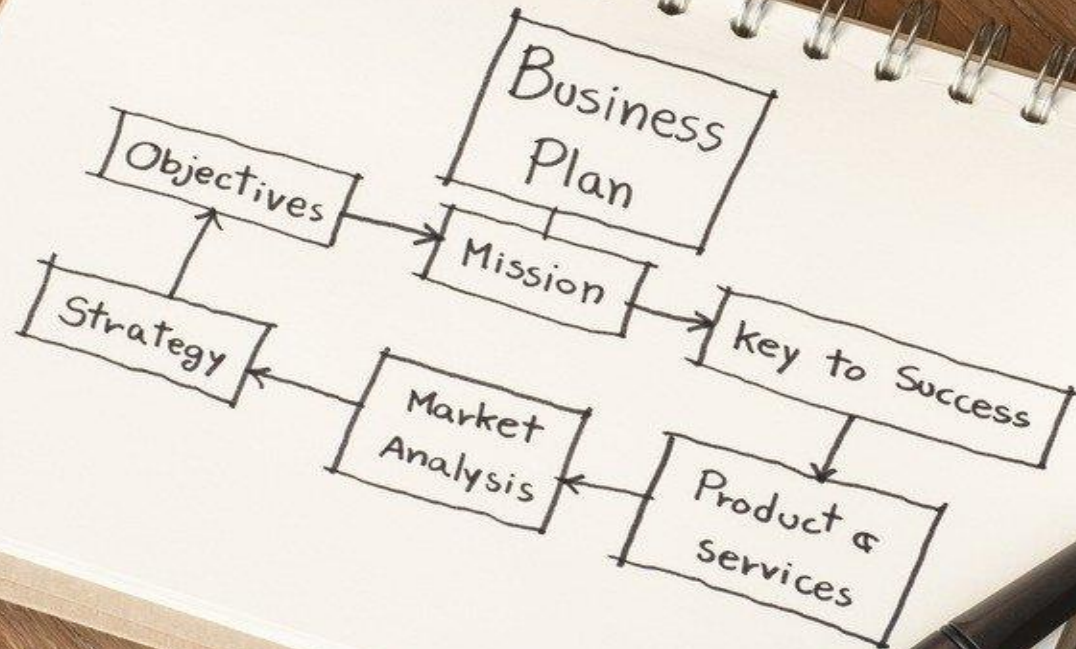 Business
Plan
Objectives
Mission
key to Success
Strategy
Market
Analysis
Product &
services